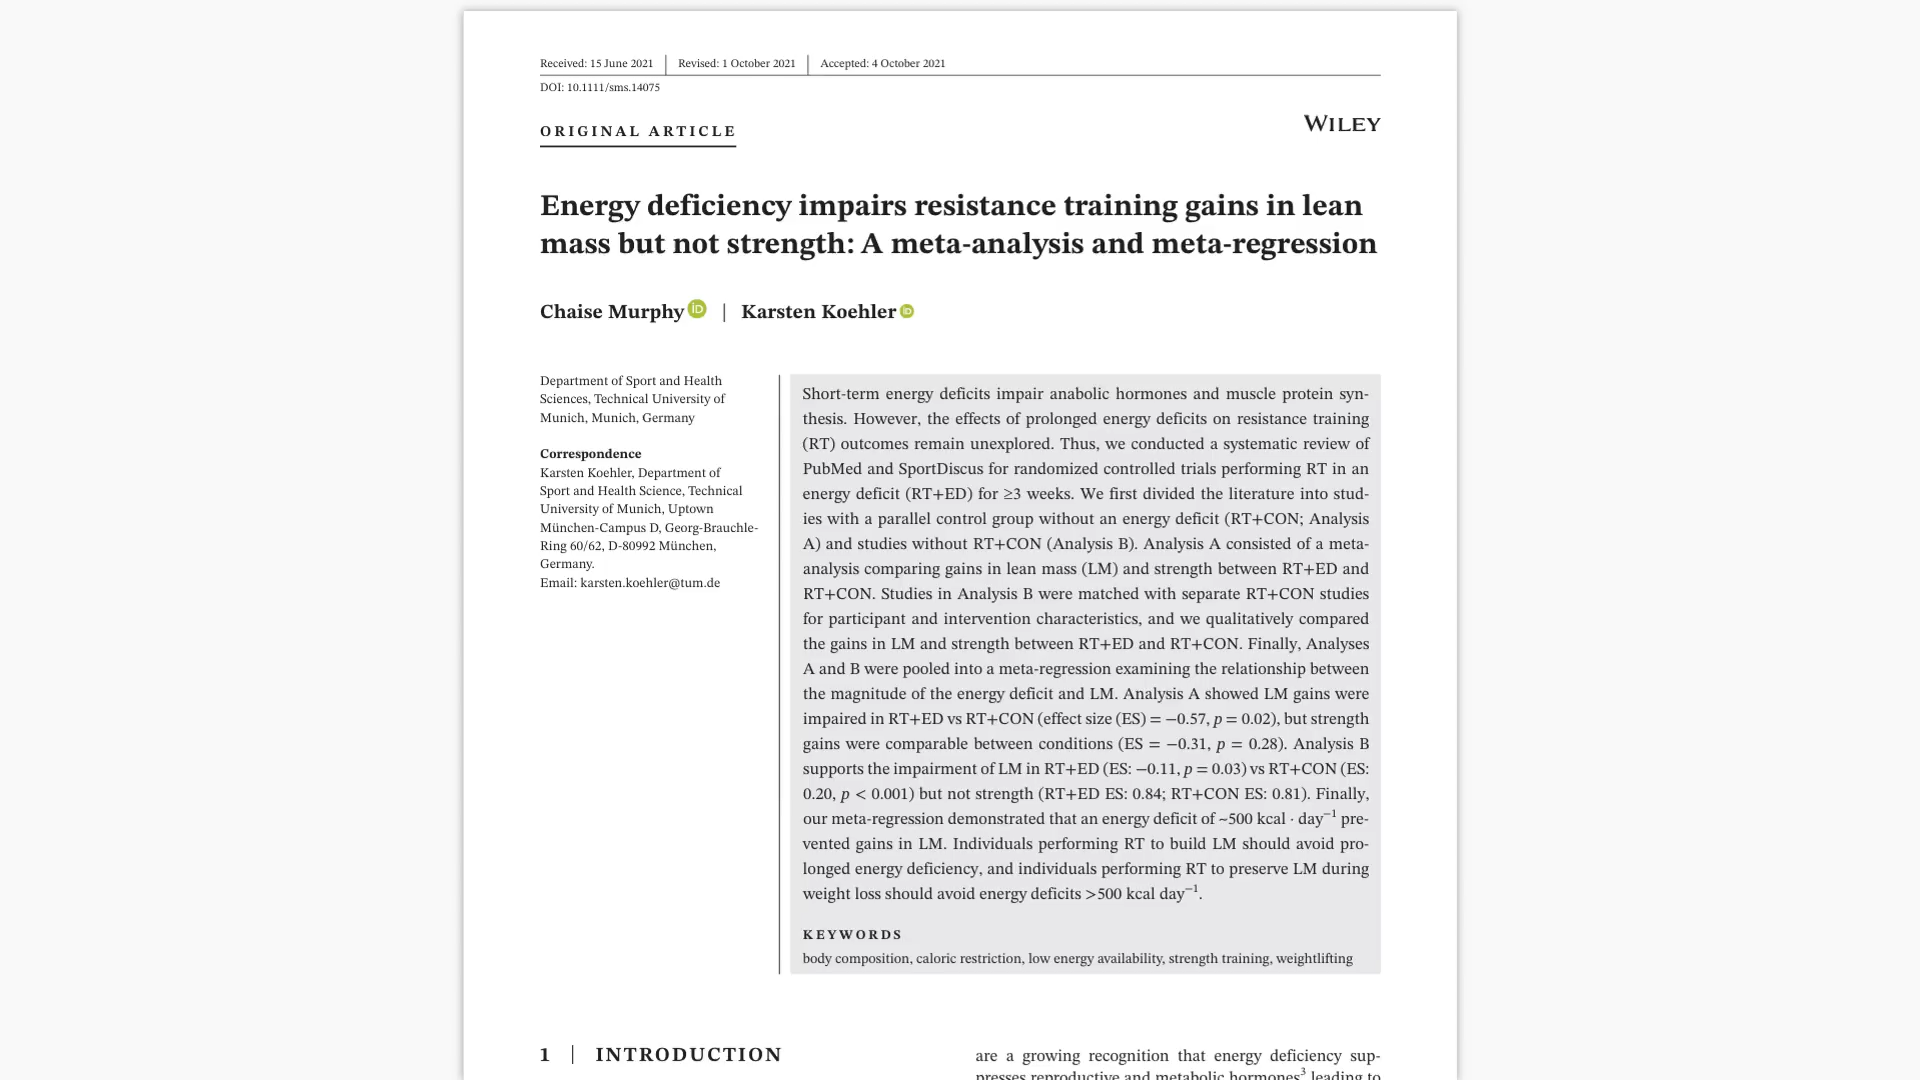 Received: 15 June 2021 | Revised: 1 October 2021 | Accepted: 4 October 2021
DOI: 10.1111/sms.14075
ORIGINAL ARTICLE
WILEY
Energy deficiency impairs resistance training gains in lean
mass but not strength: A meta-analysis and meta-regression
Chaise Murphy iD | Karsten Koehler iD
Department of Sport and Health
Sciences, Technical University of
Munich, Munich, Germany
Correspondence
Karsten Koehler, Department of
Sport and Health Science, Technical
University of Munich, Uptown
München-Campus D, Georg-Brauchle-
Ring 60/62, D-80992 München,
Germany.
Email: karsten.koehler@tum.de
Short-term energy deficits impair anabolic hormones and muscle protein syn-
thesis. However, the effects of prolonged energy deficits on resistance training
(RT) outcomes remain unexplored. Thus, we conducted a systematic review of
PubMed and SportDiscus for randomized controlled trials performing RT in an
energy deficit (RT+ED) for ≥3 weeks. We first divided the literature into stud-
ies with a parallel control group without an energy deficit (RT+CON; Analysis
A) and studies without RT+CON (Analysis B). Analysis A consisted of a meta-
analysis comparing gains in lean mass (LM) and strength between RT+ED and
RT+CON. Studies in Analysis B were matched with separate RT+CON studies
for participant and intervention characteristics, and we qualitatively compared
the gains in LM and strength between RT+ED and RT+CON. Finally, Analyses
A and B were pooled into a meta-regression examining the relationship between
the magnitude of the energy deficit and LM. Analysis A showed LM gains were
impaired in RT+ED vs RT+CON (effect size (ES) = −0.57, p = 0.02), but strength
gains were comparable between conditions (ES = −0.31, p = 0.28). Analysis B
supports the impairment of LM in RT+ED (ES: −0.11, p = 0.03) vs RT+CON (ES:
0.20, p < 0.001) but not strength (RT+ED ES: 0.84; RT+CON ES: 0.81). Finally,
our meta-regression demonstrated that an energy deficit of ~500 kcal · day⁻¹ pre-
vented gains in LM. Individuals performing RT to build LM should avoid pro-
longed energy deficiency, and individuals performing RT to preserve LM during
weight loss should avoid energy deficits >500 kcal day⁻¹.
KEYWORDS
body composition, caloric restriction, low energy availability, strength training, weightlifting
1 | INTRODUCTION
are a growing recognition that energy deficiency sup-
presses reproductive and metabolic hormones³ leading to